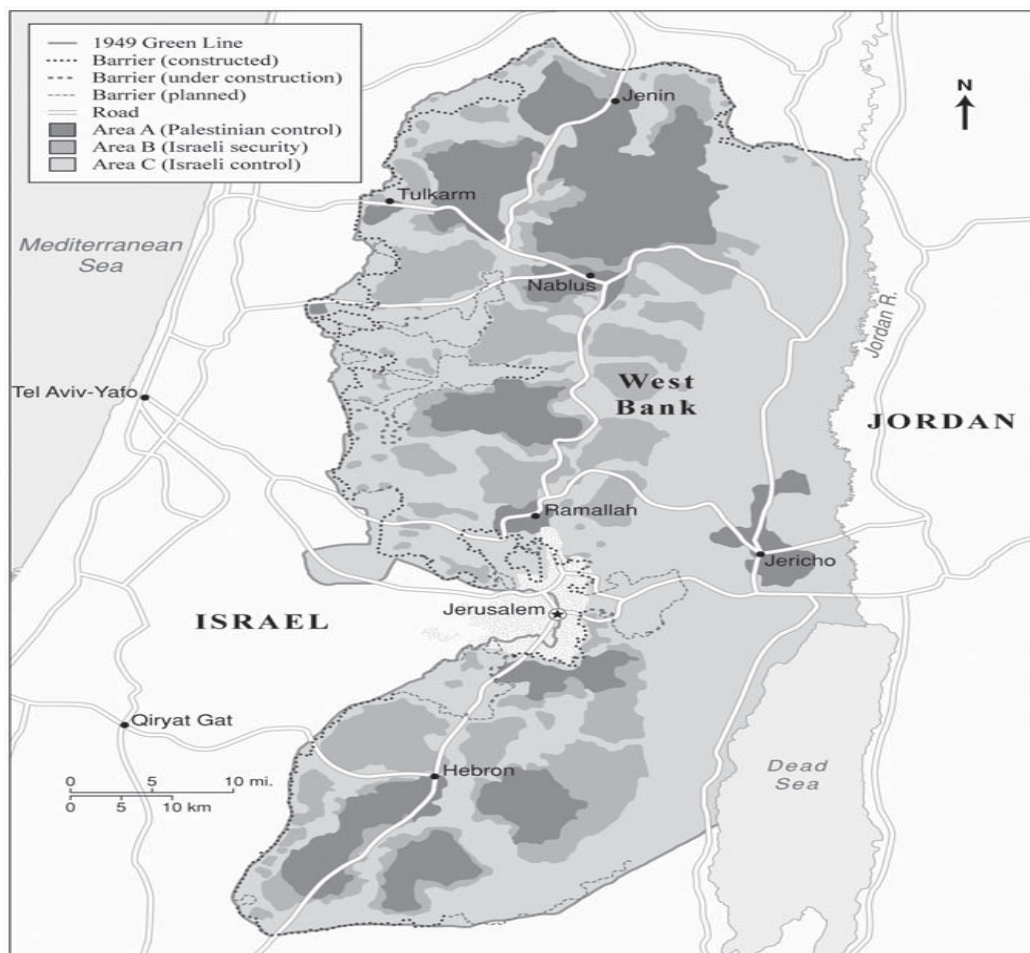 1949 Green Line
Barrier (constructed)
Barrier (under construction)
Barrier (planned)
Road
Area A (Palestinian control)
Area B (Israeli security)
Area C (Israeli control)
N
Jenin
Tulkarm
Mediterranean
Sea
Nablus
Jordan R.
Tel Aviv-Yafo
West
Bank
JORDAN
Ramallah
Jericho
Jerusalem
ISRAEL
Qiryat Gat
Hebron
Dead
Sea
0 5 10 mi.
0 5 10 km